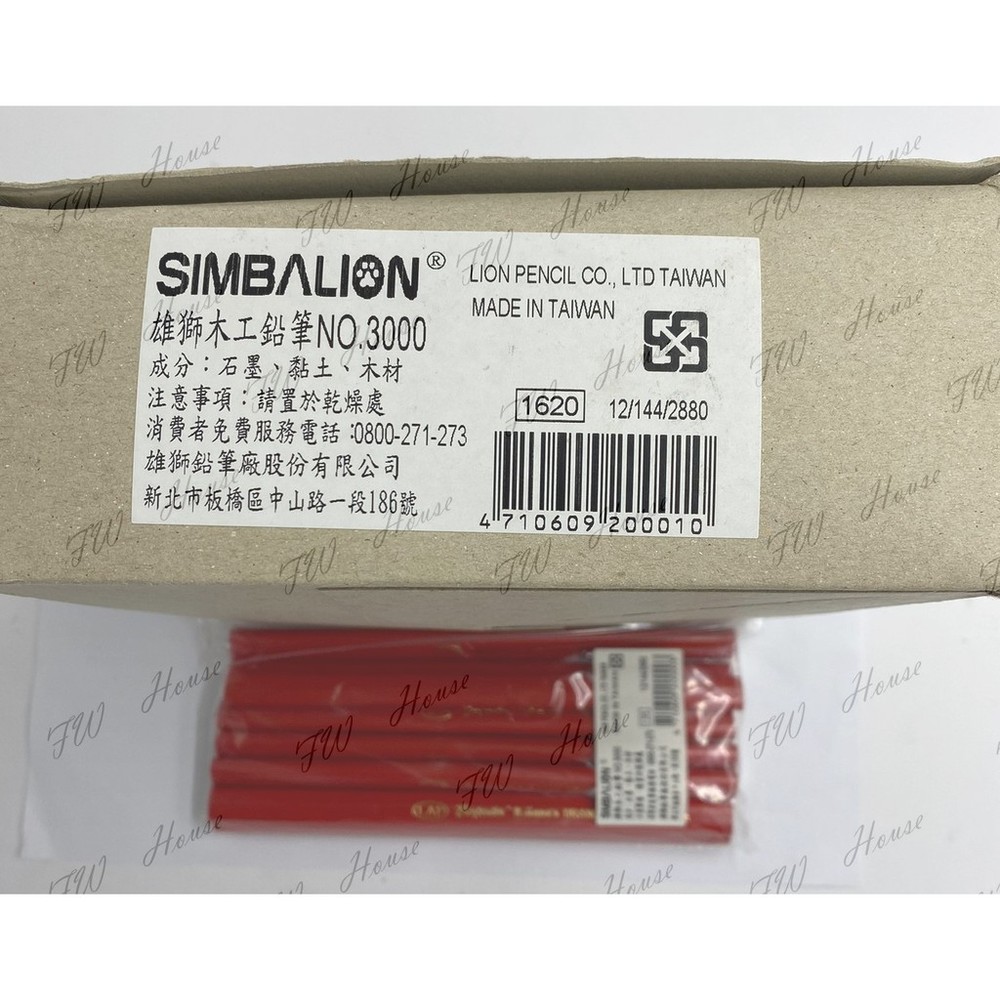 SIMBALION®
雄獅木工鉛筆NO.3000
成分：石墨、黏土、木材
注意事項：請置於乾燥處
消費者免費服務電話：0800-271-273
雄獅鉛筆廠股份有限公司
新北市板橋區中山路一段186號
LION PENCIL CO., LTD TAIWAN
MADE IN TAIWAN
1620 12/144/2880
4 710609 200010
SIMBALION
FW House